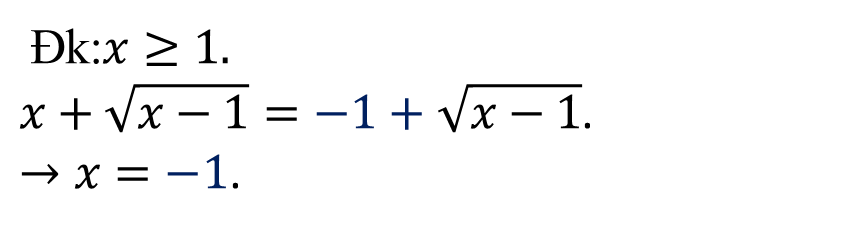 Đk:x ≥ 1.
x + √(x − 1) = −1 + √(x − 1).
→ x = −1.